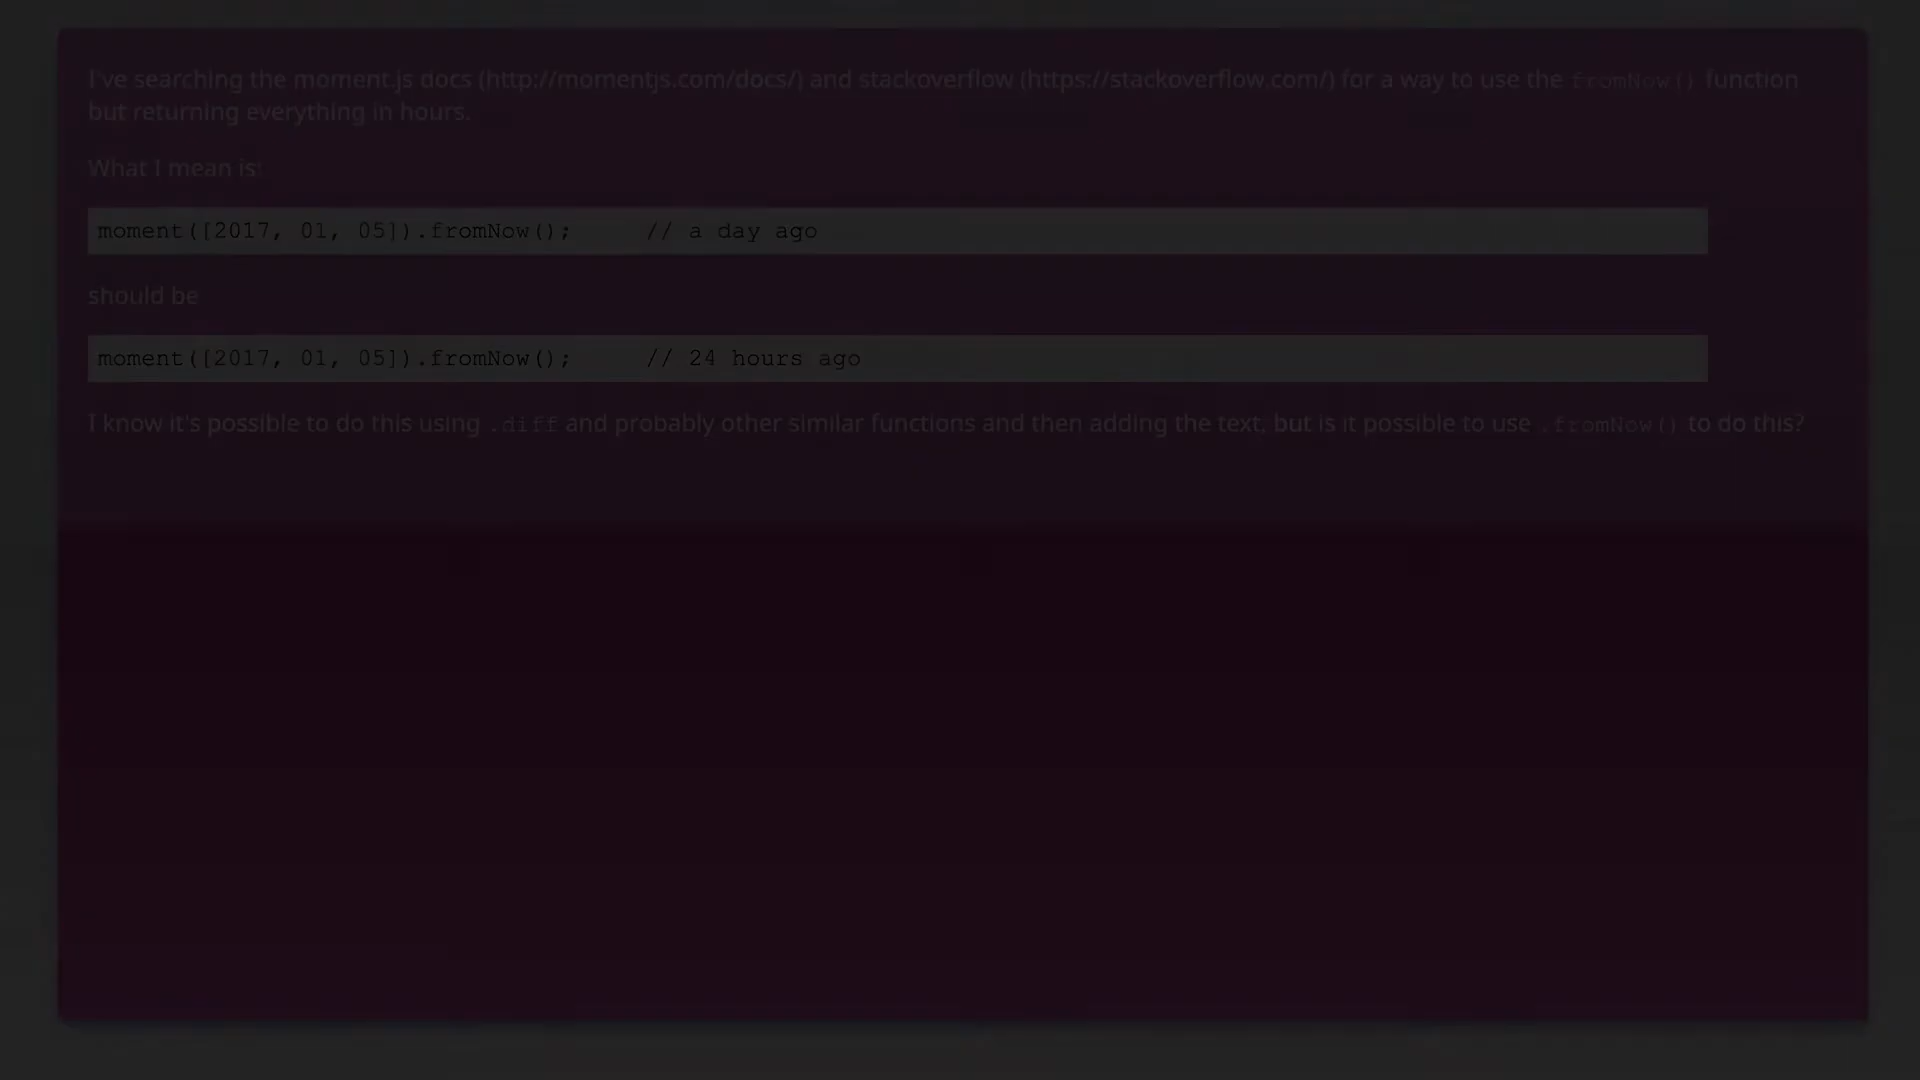 I've searching the moment.js docs (http://momentjs.com/docs/) and stackoverflow (https://stackoverflow.com/) for a way to use the fromNow() function
but returning everything in hours.
What I mean is:
moment([2017, 01, 05]).fromNow();     // a day ago
should be
moment([2017, 01, 05]).fromNow();     // 24 hours ago
I know it's possible to do this using .diff and probably other similar functions and then adding the text, but is it possible to use .fromNow() to do this?